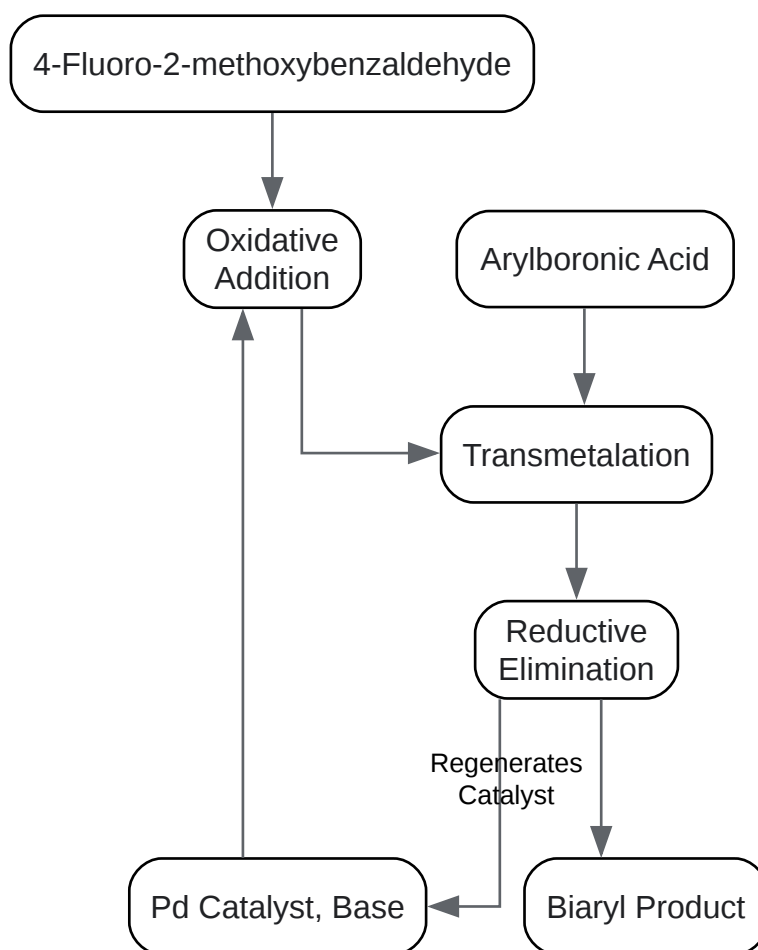 4-Fluoro-2-methoxybenzaldehyde
Oxidative
Addition
Arylboronic Acid
Transmetalation
Reductive
Elimination
Regenerates
Catalyst
Pd Catalyst, Base
Biaryl Product